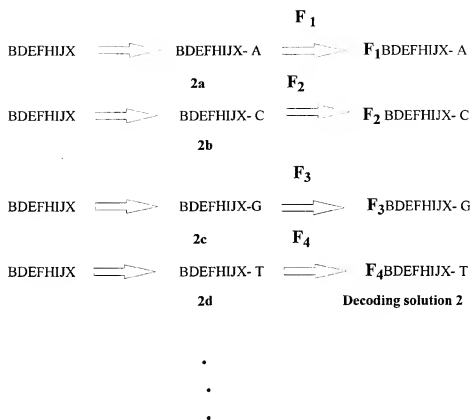 F1
BDEFHIJX BDEFHIJX- A F1BDEFHIJX- A
2a F2
BDEFHIJX BDEFHIJX- C F2 BDEFHIJX- C
2b
F3
BDEFHIJX BDEFHIJX-G F3BDEFHIJX- G
2c F4
BDEFHIJX BDEFHIJX- T F4BDEFHIJX- T
2d Decoding solution 2